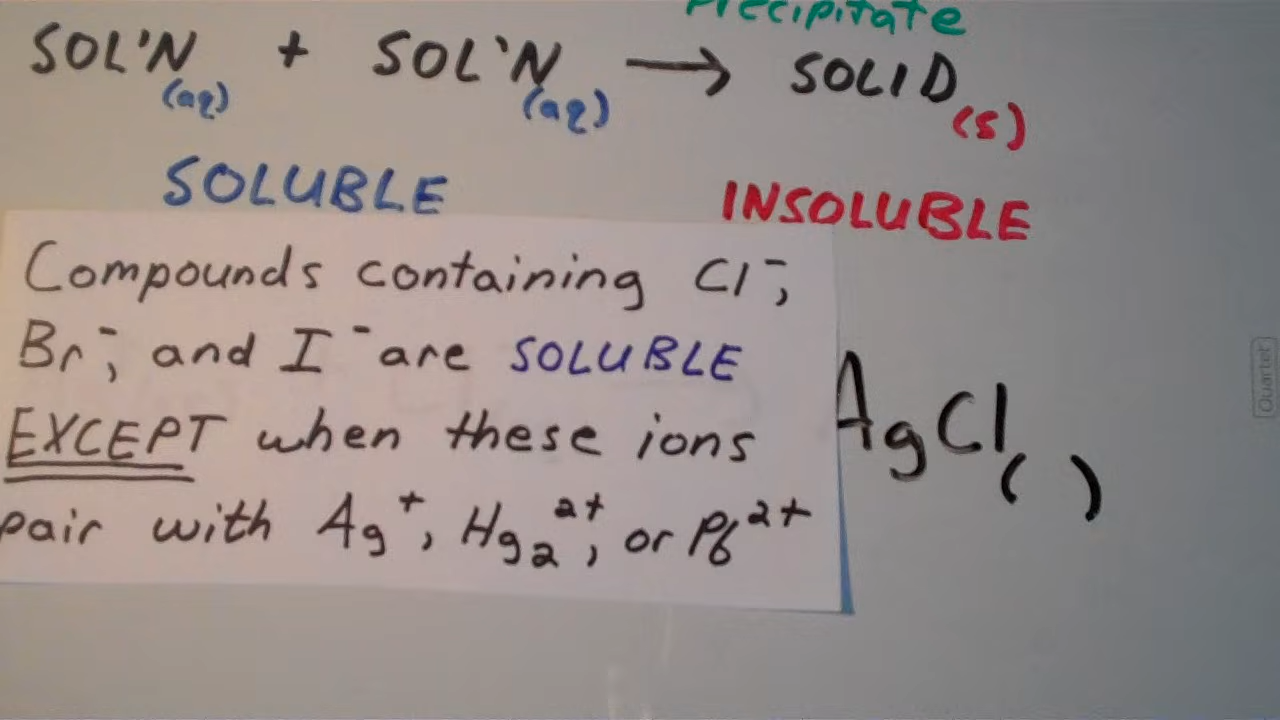 Precipitate
SOL'N(aq) + SOL'N(aq) → SOLID(s)
SOLUBLE INSOLUBLE
Compounds containing Cl⁻,
Br⁻, and I⁻ are SOLUBLE
EXCEPT when these ions
pair with Ag⁺, Hg₂²⁺, or Pb²⁺
AgCl( )
Quartet